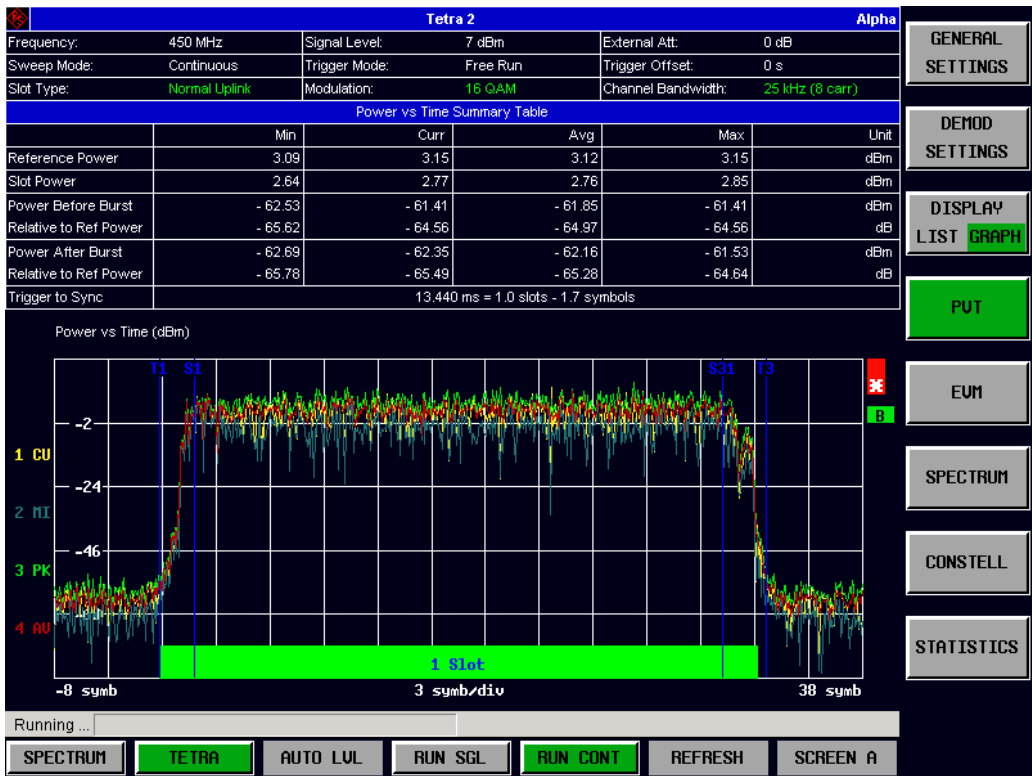 Tetra 2 Alpha
Frequency: 450 MHz Signal Level: 7 dBm External Att: 0 dB
Sweep Mode: Continuous Trigger Mode: Free Run Trigger Offset: 0 s
Slot Type: Normal Uplink Modulation: 16 QAM Channel Bandwidth: 25 kHz (8 carr)
Power vs Time Summary Table
Min Curr Avg Max Unit
Reference Power 3.09 3.15 3.12 3.15 dBm
Slot Power 2.64 2.77 2.76 2.85 dBm
Power Before Burst - 62.53 - 61.41 - 61.85 - 61.41 dBm
Relative to Ref Power - 65.62 - 64.56 - 64.97 - 64.56 dB
Power After Burst - 62.69 - 62.35 - 62.16 - 61.53 dBm
Relative to Ref Power - 65.78 - 65.49 - 65.28 - 64.64 dB
Trigger to Sync 13.440 ms = 1.0 slots - 1.7 symbols
Power vs Time (dBm)
T1 S1 S31 T3
B
-2
1 CU
-24
2 MI
-46
3 PK
4 AV
1 Slot
-8 symb 3 symb/div 38 symb
Running ...
SPECTRUM TETRA AUTO LVL RUN SGL RUN CONT REFRESH SCREEN A
GENERAL
SETTINGS
DEMOD
SETTINGS
DISPLAY
LIST GRAPH
PVT
EVM
SPECTRUM
CONSTELL
STATISTICS